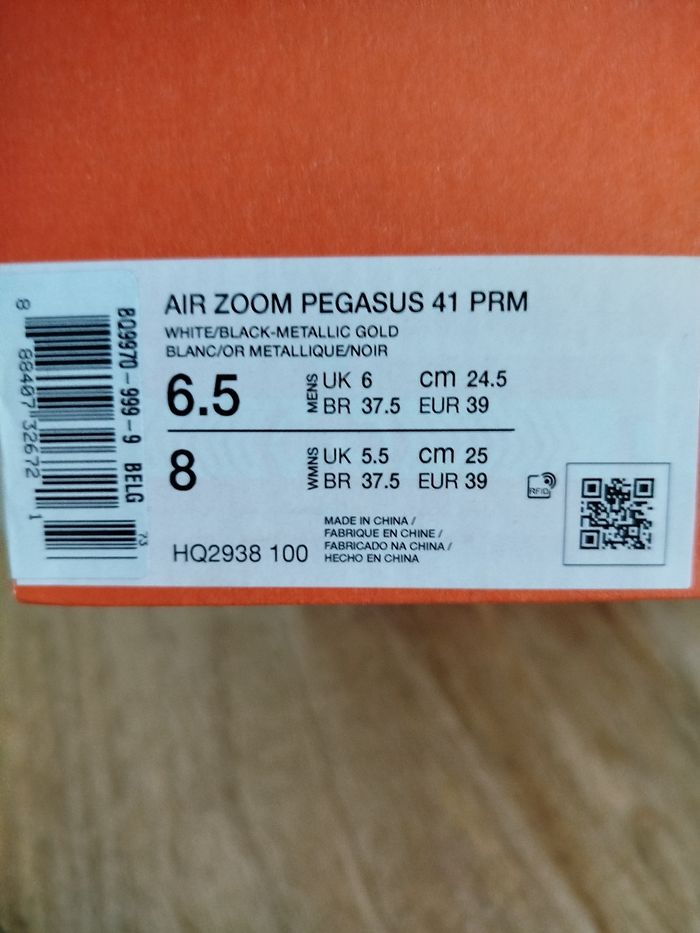 AIR ZOOM PEGASUS 41 PRM
WHITE/BLACK-METALLIC GOLD
BLANC/OR METALLIQUE/NOIR
6.5 MENS UK 6 cm 24.5
BR 37.5 EUR 39
8 WMNS UK 5.5 cm 25
BR 37.5 EUR 39
RFID
HQ2938 100
MADE IN CHINA /
FABRIQUE EN CHINE /
FABRICADO NA CHINA /
HECHO EN CHINA
8 88407 32672 1
BQ9970-999-9 BELG
73